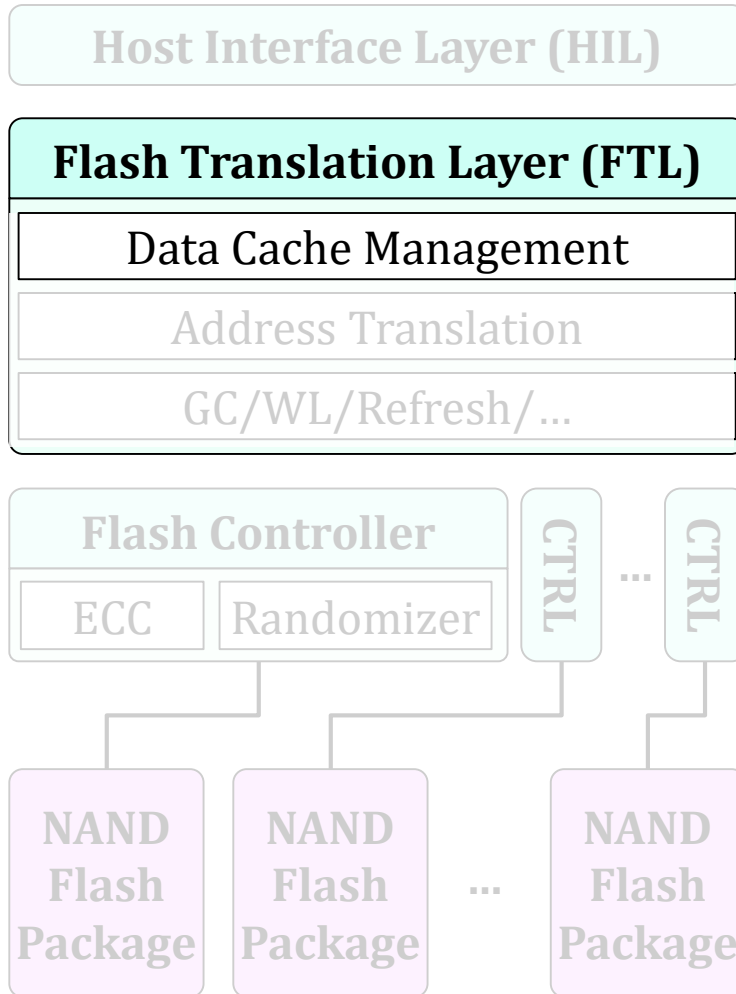 Host Interface Layer (HIL)
Flash Translation Layer (FTL)
Data Cache Management
Address Translation
GC/WL/Refresh/...
Flash Controller
ECC
Randomizer
CTRL
...
CTRL
NAND
Flash
Package
NAND
Flash
Package
...
NAND
Flash
Package